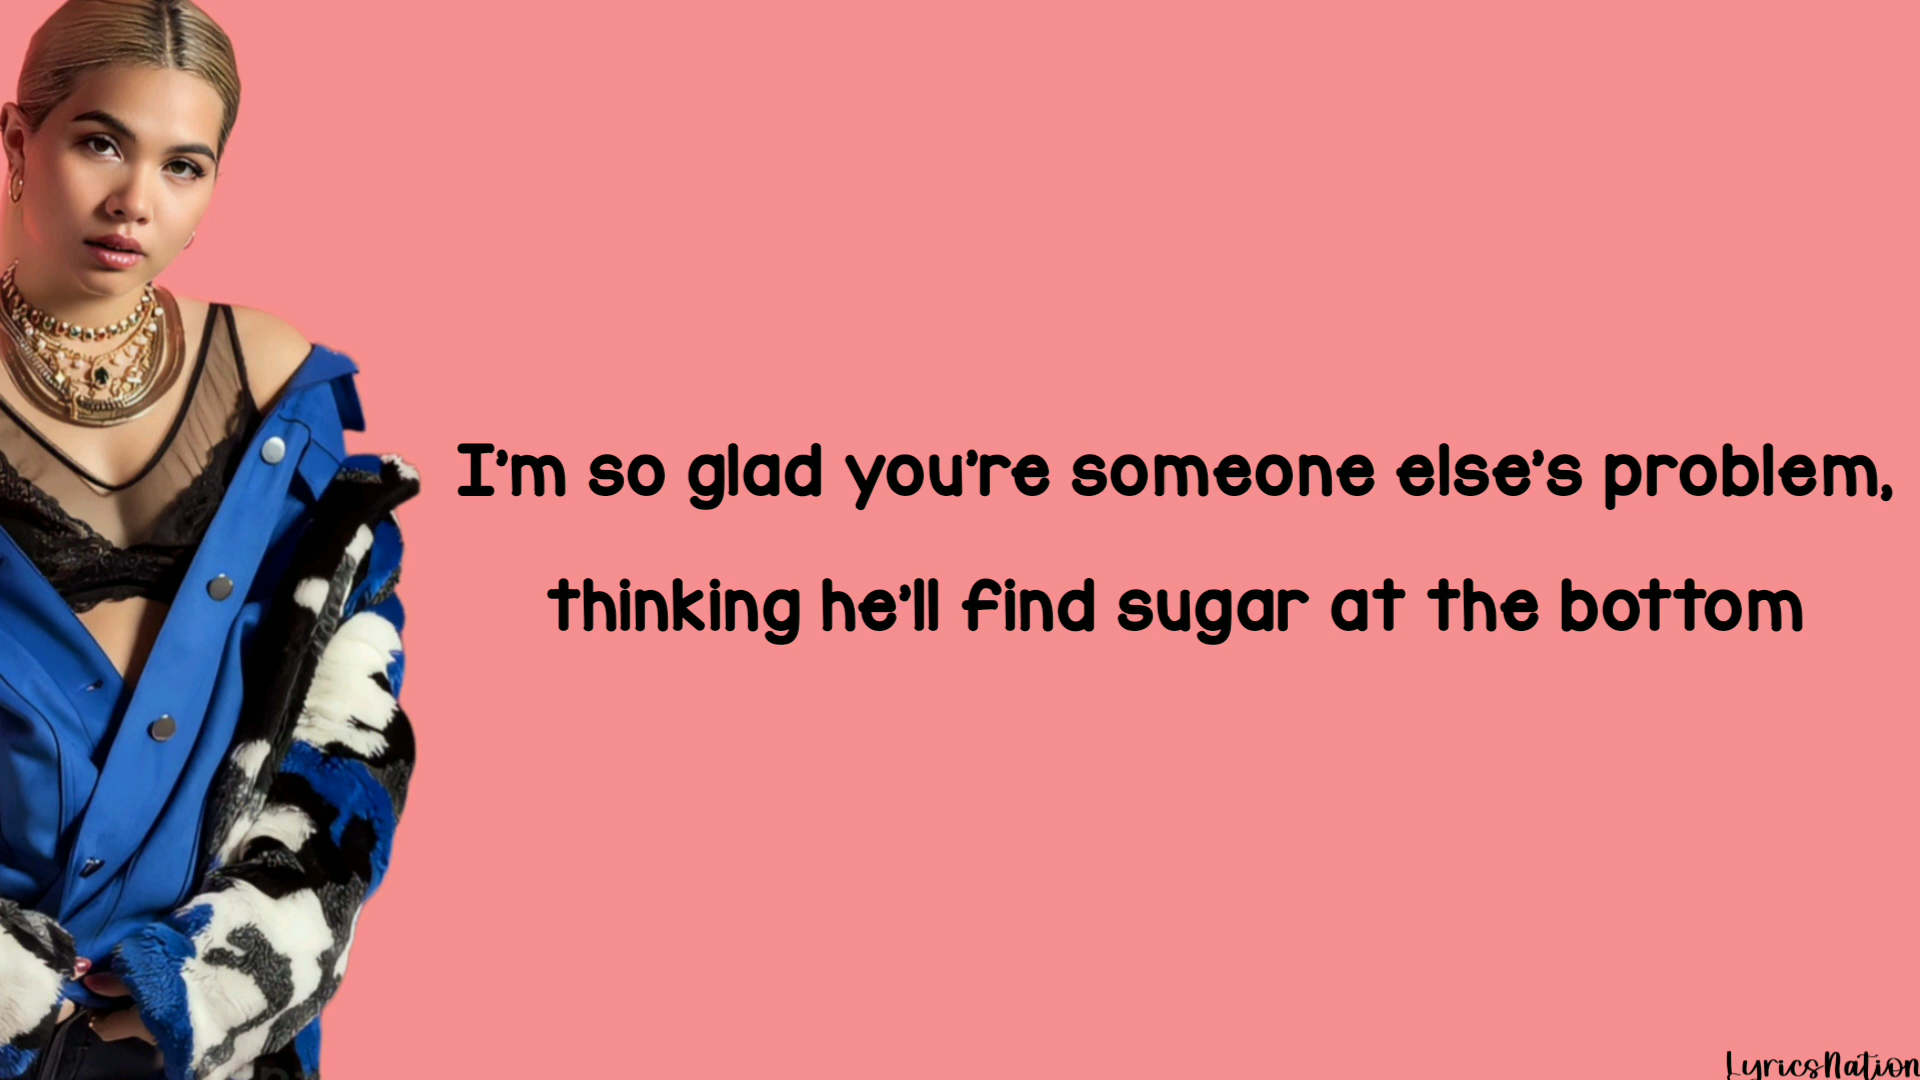 I'm so glad you're someone else's problem,
thinking he'll find sugar at the bottom
LyricsNation